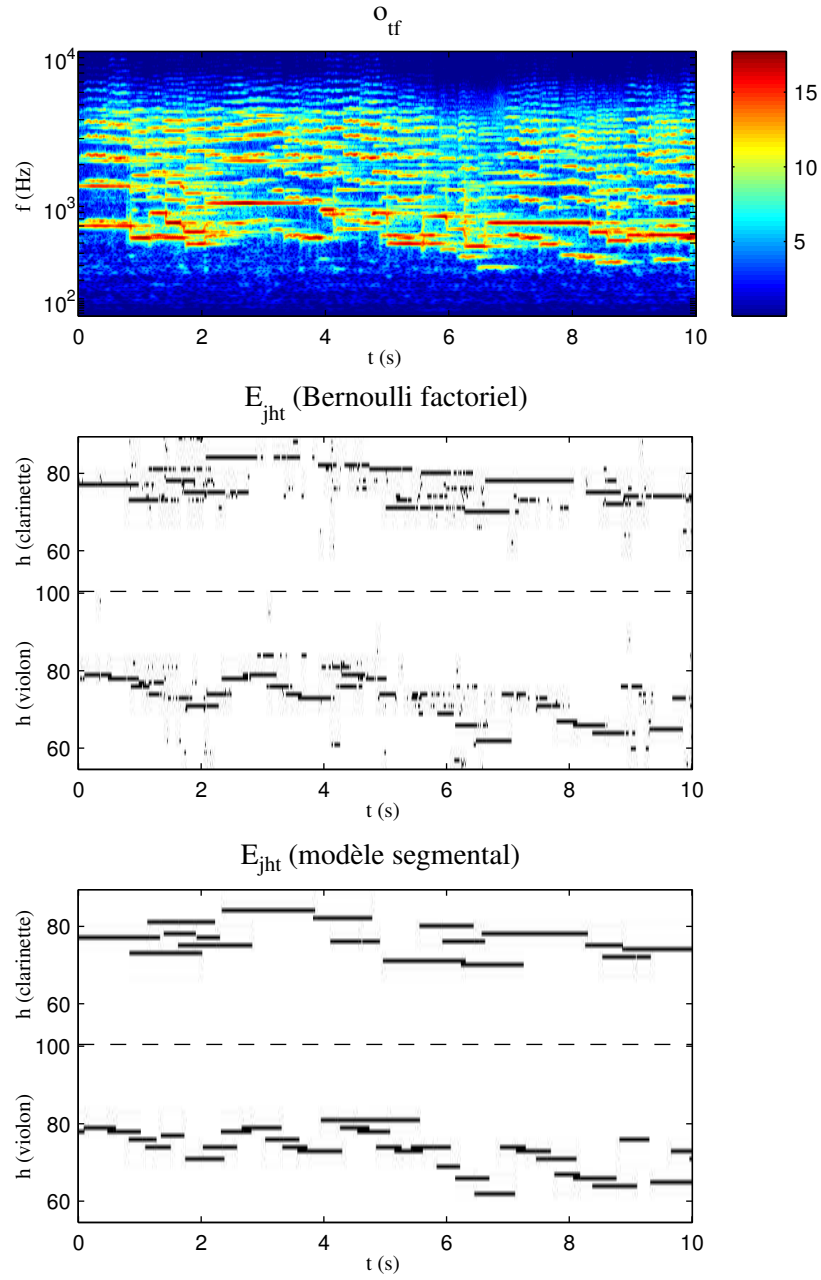 o_tf
10^4
10^3
10^2
f (Hz)
0 2 4 6 8 10
t (s)
15
10
5
E_jht (Bernoulli factoriel)
80
60
h (clarinette)
100
80
60
h (violon)
0 2 4 6 8 10
t (s)
E_jht (modèle segmental)
80
60
h (clarinette)
100
80
60
h (violon)
0 2 4 6 8 10
t (s)